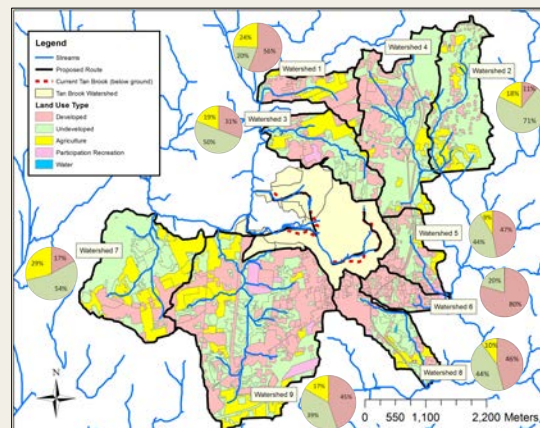 Legend
Streams
Proposed Route
Current Tan Brook (below ground)
Tan Brook Watershed
Land Use Type
Developed
Undeveloped
Agriculture
Participation Recreation
Water
24%
56%
20%
Watershed 1
Watershed 4
Watershed 2
18%
11%
71%
19%
31%
50%
Watershed 3
Watershed 7
29%
17%
54%
Watershed 5
9%
47%
44%
20%
80%
Watershed 6
10%
46%
44%
Watershed 8
Watershed 9
17%
45%
39%
N
0 550 1,100 2,200 Meters